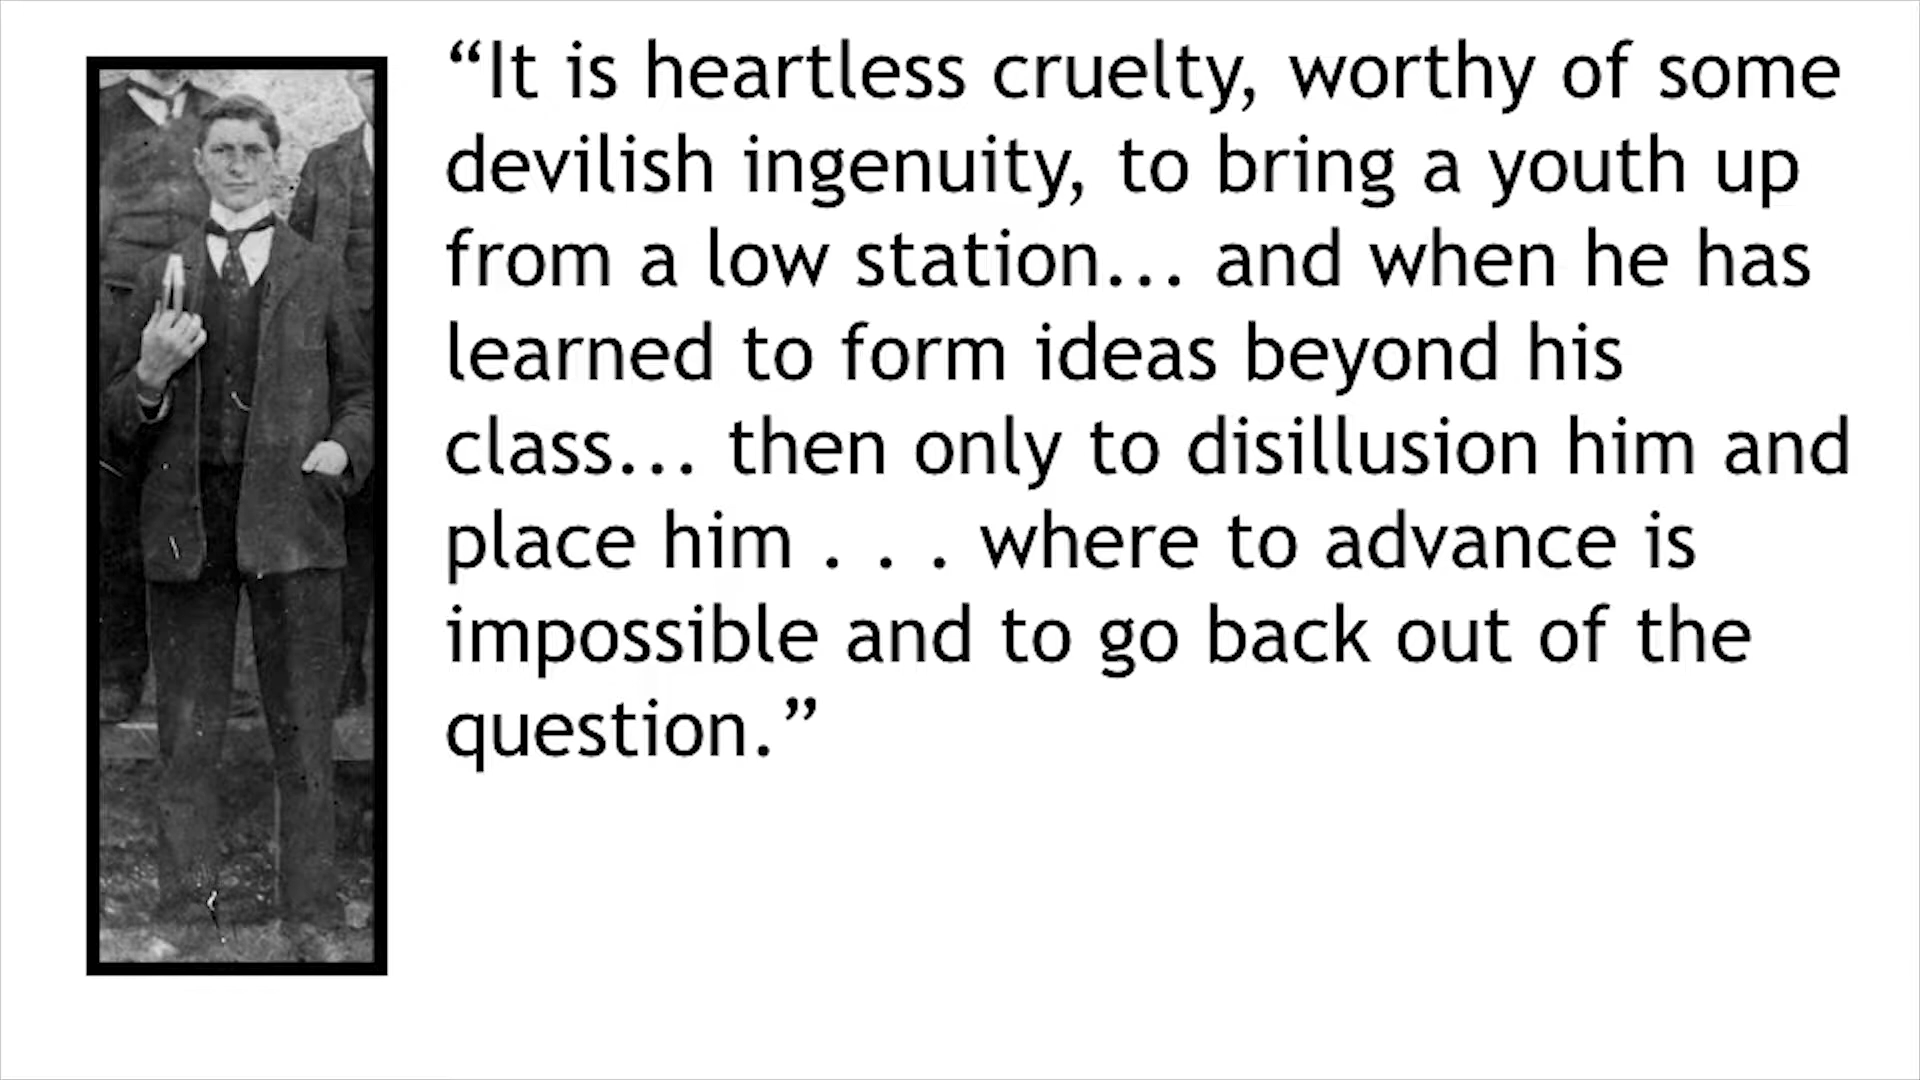 “It is heartless cruelty, worthy of some
devilish ingenuity, to bring a youth up
from a low station... and when he has
learned to form ideas beyond his
class... then only to disillusion him and
place him . . . where to advance is
impossible and to go back out of the
question.”